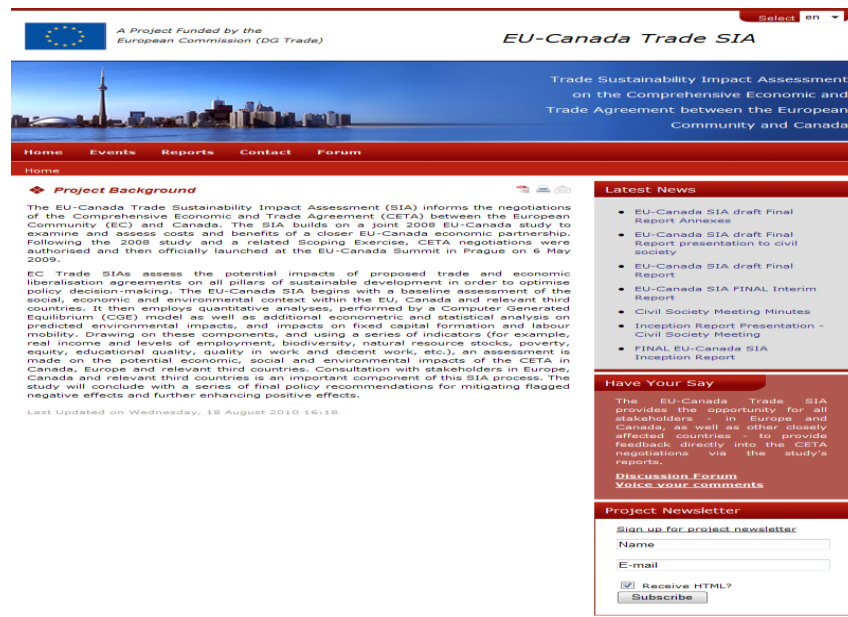 Select en
A Project Funded by the
European Commission (DG Trade)
EU-Canada Trade SIA
Trade Sustainability Impact Assessment
on the Comprehensive Economic and
Trade Agreement between the European
Community and Canada
Home Events Reports Contact Forum
Home
Project Background
The EU-Canada Trade Sustainability Impact Assessment (SIA) informs the negotiations
of the Comprehensive Economic and Trade Agreement (CETA) between the European
Community (EC) and Canada. The SIA builds on a joint 2008 EU-Canada study to
examine and assess costs and benefits of a closer EU-Canada economic partnership.
Following the 2008 study and a related Scoping Exercise, CETA negotiations were
authorised and then officially launched at the EU-Canada Summit in Prague on 6 May
2009.
EC Trade SIAs assess the potential impacts of proposed trade and economic
liberalisation agreements on all pillars of sustainable development in order to optimise
policy decision-making. The EU-Canada SIA begins with a baseline assessment of the
social, economic and environmental context within the EU, Canada and relevant third
countries. It then employs quantitative analyses, performed by a Computer Generated
Equilibrium (CGE) model as well as additional econometric and statistical analysis on
predicted environmental impacts, and impacts on fixed capital formation and labour
mobility. Drawing on these components, and using a series of indicators (for example,
real income and levels of employment, biodiversity, natural resource stocks, poverty,
equity, educational quality, quality in work and decent work, etc.), an assessment is
made on the potential economic, social and environmental impacts of the CETA in
Canada, Europe and relevant third countries. Consultation with stakeholders in Europe,
Canada and relevant third countries is an important component of this SIA process. The
study will conclude with a series of final policy recommendations for mitigating flagged
negative effects and further enhancing positive effects.
Last Updated on Wednesday, 18 August 2010 16:18
Latest News
EU-Canada SIA draft Final
Report Annexes
EU-Canada SIA draft Final
Report presentation to civil
society
EU-Canada SIA draft Final
Report
EU-Canada SIA FINAL Interim
Report
Civil Society Meeting Minutes
Inception Report Presentation -
Civil Society Meeting
FINAL EU-Canada SIA
Inception Report
Have Your Say
The EU-Canada Trade SIA
provides the opportunity for all
stakeholders - in Europe and
Canada, as well as other closely
affected countries - to provide
feedback directly into the CETA
negotiations via the study's
reports.
Discussion Forum
Voice your comments
Project Newsletter
Sign up for project newsletter
Name
E-mail
Receive HTML?
Subscribe